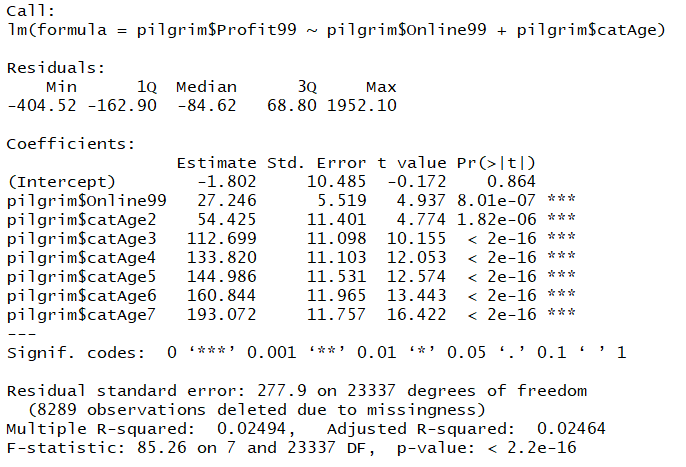 Call:
lm(formula = pilgrim$Profit99 ~ pilgrim$Online99 + pilgrim$catAge)
Residuals:
Min 1Q Median 3Q Max
-404.52 -162.90 -84.62 68.80 1952.10
Coefficients:
Estimate Std. Error t value Pr(>|t|)
(Intercept) -1.802 10.485 -0.172 0.864
pilgrim$Online99 27.246 5.519 4.937 8.01e-07 ***
pilgrim$catAge2 54.425 11.401 4.774 1.82e-06 ***
pilgrim$catAge3 112.699 11.098 10.155 < 2e-16 ***
pilgrim$catAge4 133.820 11.103 12.053 < 2e-16 ***
pilgrim$catAge5 144.986 11.531 12.574 < 2e-16 ***
pilgrim$catAge6 160.844 11.965 13.443 < 2e-16 ***
pilgrim$catAge7 193.072 11.757 16.422 < 2e-16 ***
---
Signif. codes: 0 ‘***’ 0.001 ‘**’ 0.01 ‘*’ 0.05 ‘.’ 0.1 ‘ ’ 1
Residual standard error: 277.9 on 23337 degrees of freedom
(8289 observations deleted due to missingness)
Multiple R-squared: 0.02494, Adjusted R-squared: 0.02464
F-statistic: 85.26 on 7 and 23337 DF, p-value: < 2.2e-16